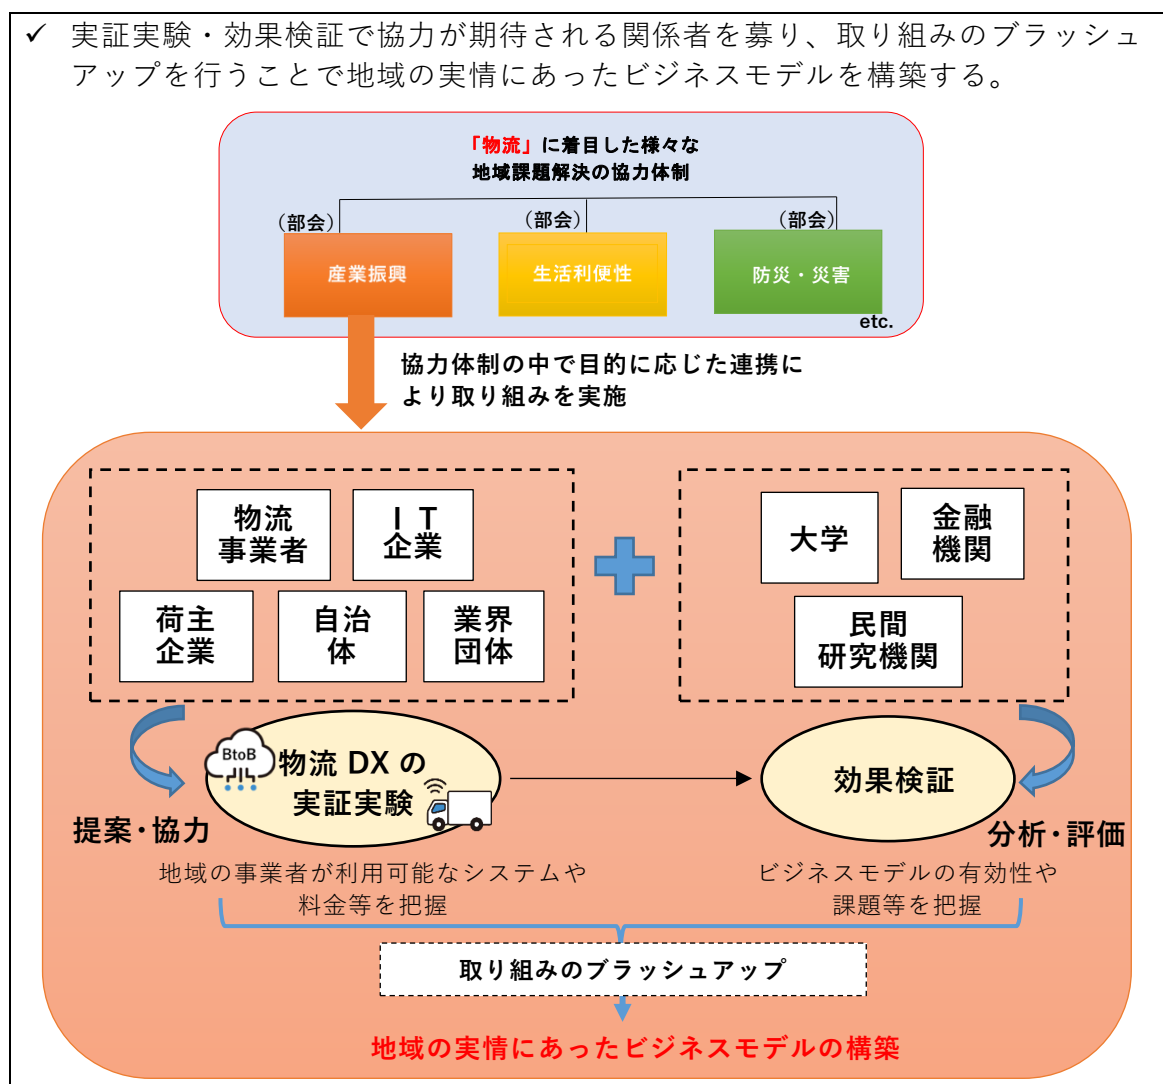 ✓ 実証実験・効果検証で協力が期待される関係者を募り、取り組みのブラッシュ
アップを行うことで地域の実情にあったビジネスモデルを構築する。
「物流」に着目した様々な
地域課題解決の協力体制
（部会）
（部会）
（部会）
産業振興
生活利便性
防災・災害
etc.
協力体制の中で目的に応じた連携に
より取り組みを実施
物流
事業者
ＩＴ
企業
荷主
企業
自治
体
業界
団体
大学
金融
機関
民間
研究機関
BtoB
物流 DX の
実証実験
提案・協力
効果検証
分析・評価
地域の事業者が利用可能なシステムや
料金等を把握
ビジネスモデルの有効性や
課題等を把握
取り組みのブラッシュアップ
地域の実情にあったビジネスモデルの構築